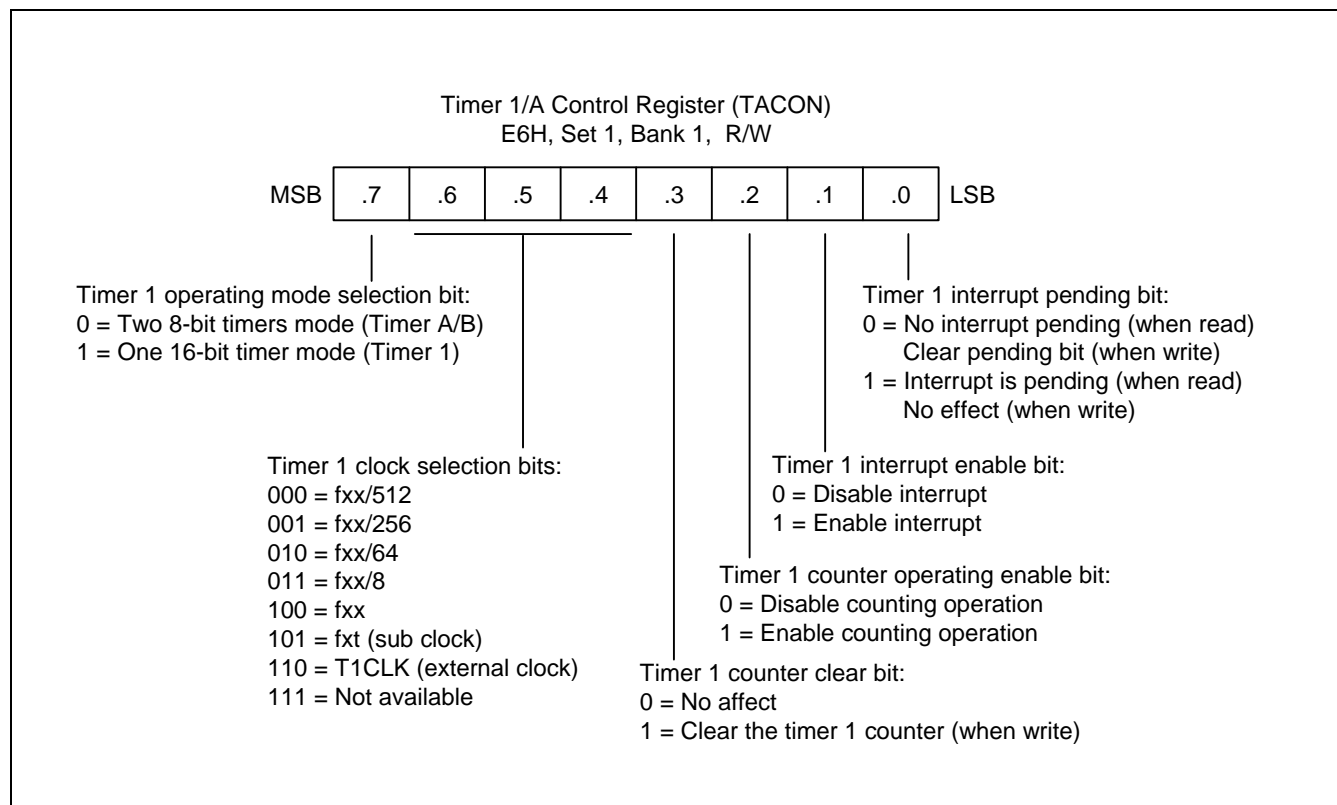 Timer 1/A Control Register (TACON)
E6H, Set 1, Bank 1, R/W
MSB .7 .6 .5 .4 .3 .2 .1 .0 LSB
Timer 1 operating mode selection bit:
0 = Two 8-bit timers mode (Timer A/B)
1 = One 16-bit timer mode (Timer 1)
Timer 1 interrupt pending bit:
0 = No interrupt pending (when read)
Clear pending bit (when write)
1 = Interrupt is pending (when read)
No effect (when write)
Timer 1 clock selection bits:
000 = fxx/512
001 = fxx/256
010 = fxx/64
011 = fxx/8
100 = fxx
101 = fxt (sub clock)
110 = T1CLK (external clock)
111 = Not available
Timer 1 interrupt enable bit:
0 = Disable interrupt
1 = Enable interrupt
Timer 1 counter operating enable bit:
0 = Disable counting operation
1 = Enable counting operation
Timer 1 counter clear bit:
0 = No affect
1 = Clear the timer 1 counter (when write)